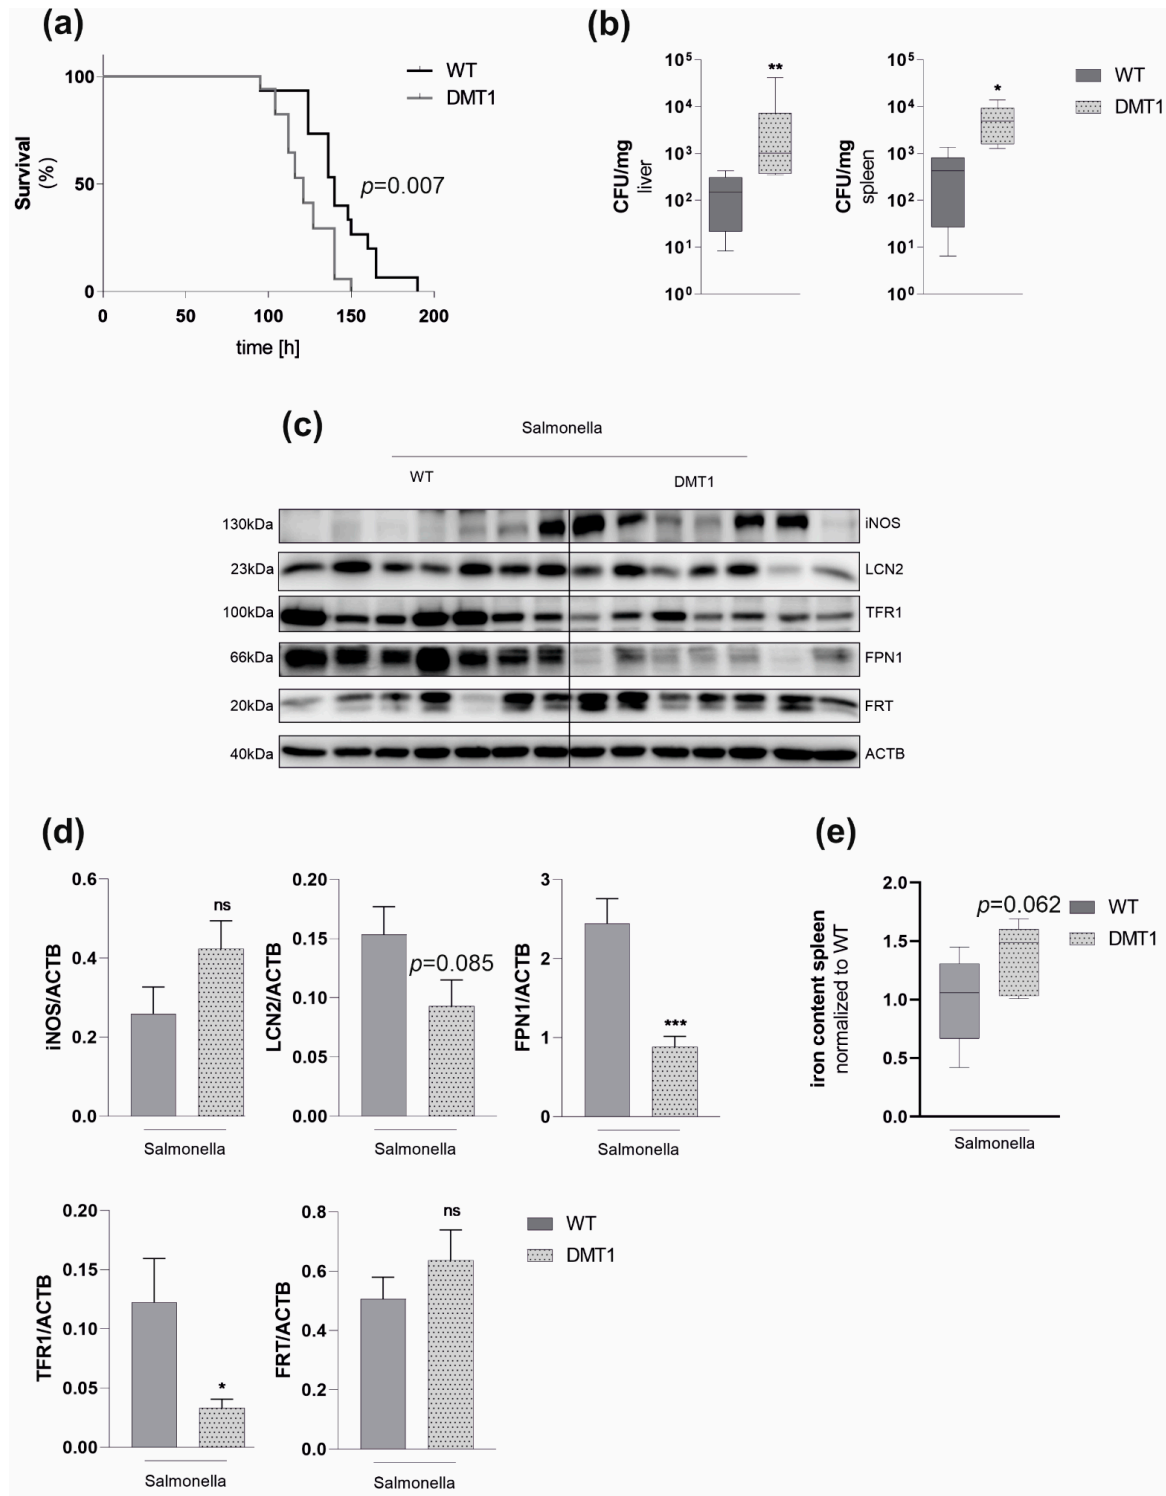 (a)
100
50
0
Survival
(%)
0 50 100 150 200
time [h]
WT
DMT1
p=0.007
(b)
10⁵
10⁴
10³
10²
10¹
10⁰
CFU/mg
liver
**
10⁵
10⁴
10³
10²
10¹
10⁰
CFU/mg
spleen
*
WT
DMT1
(c)
Salmonella
WT DMT1
130kDa iNOS
23kDa LCN2
100kDa TFR1
66kDa FPN1
20kDa FRT
40kDa ACTB
(d)
0.6
0.4
0.2
0.0
iNOS/ACTB
ns
Salmonella
0.20
0.15
0.10
0.05
0.00
LCN2/ACTB
p=0.085
Salmonella
3
2
1
0
FPN1/ACTB
***
Salmonella
(e)
2.0
1.5
1.0
0.5
0.0
iron content spleen
normalized to WT
p=0.062
Salmonella
WT
DMT1
0.20
0.15
0.10
0.05
0.00
TFR1/ACTB
*
Salmonella
0.8
0.6
0.4
0.2
0.0
FRT/ACTB
ns
Salmonella
WT
DMT1